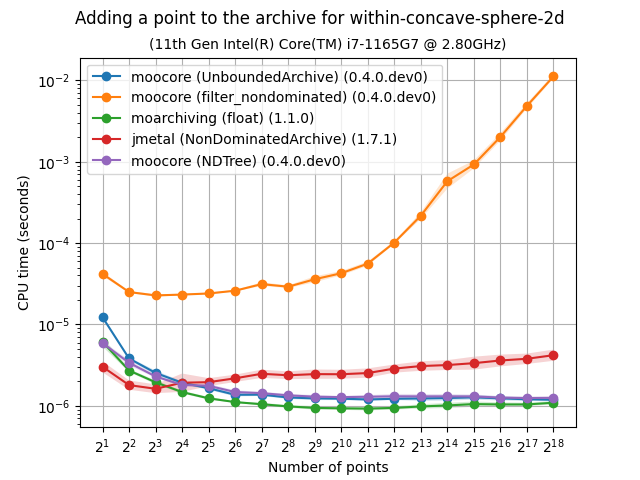 Adding a point to the archive for within-concave-sphere-2d
(11th Gen Intel(R) Core(TM) i7-1165G7 @ 2.80GHz)
moocore (UnboundedArchive) (0.4.0.dev0)
moocore (filter_nondominated) (0.4.0.dev0)
moarchiving (float) (1.1.0)
jmetal (NonDominatedArchive) (1.7.1)
moocore (NDTree) (0.4.0.dev0)
CPU time (seconds)
10⁻²
10⁻³
10⁻⁴
10⁻⁵
10⁻⁶
2¹ 2² 2³ 2⁴ 2⁵ 2⁶ 2⁷ 2⁸ 2⁹ 2¹⁰ 2¹¹ 2¹² 2¹³ 2¹⁴ 2¹⁵ 2¹⁶ 2¹⁷ 2¹⁸
Number of points